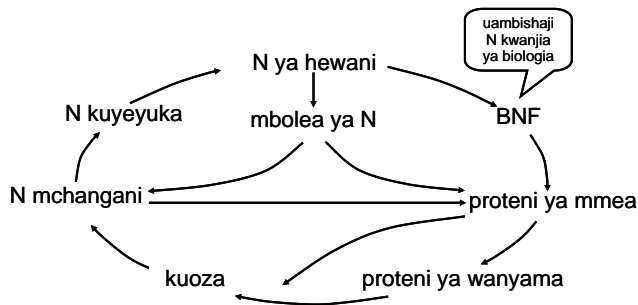 uambishaji
N kwanjia
ya biologia
N ya hewani
N kuyeyuka
mbolea ya N
BNF
N mchangani
proteni ya mmea
kuoza
proteni ya wanyama